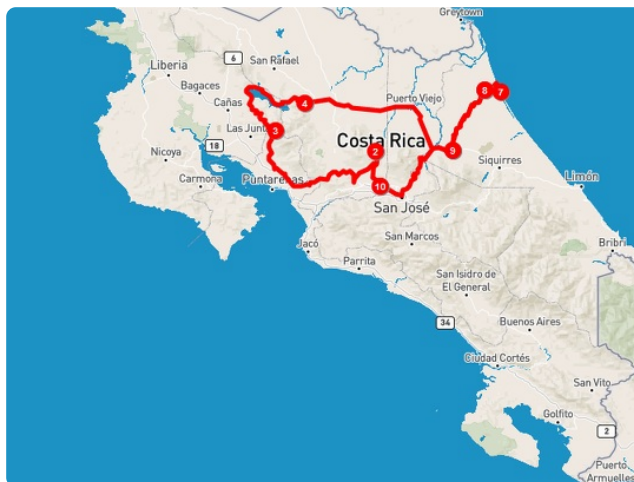 Greytown
6
San Rafael
Liberia
Bagaces
Cañas
4
Puerto Viejo
8
7
Las Junt
3
Costa Rica
2
9
18
Siquirres
Nicoya
Carmona
Puntarenas
10
Limón
San José
Jacó
San Marcos
Bribri
Parrita
San Isidro de
El General
34
Buenos Aires
Ciudad Cortés
San Vito
Golfito
2
Puerto
Armuelles